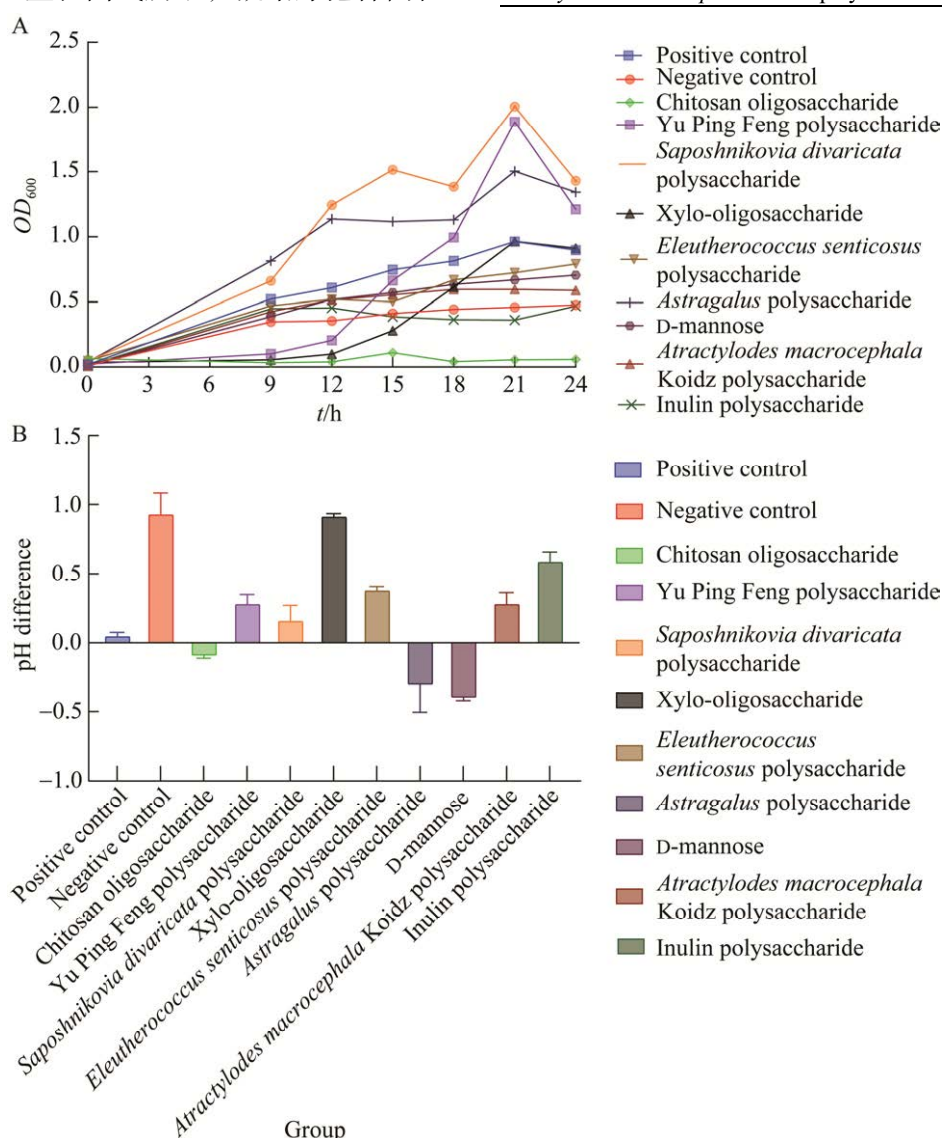 A
Positive control
Negative control
Chitosan oligosaccharide
Yu Ping Feng polysaccharide
Saposhnikovia divaricata
polysaccharide
Xylo-oligosaccharide
Eleutherococcus senticosus
polysaccharide
Astragalus polysaccharide
D-mannose
Atractylodes macrocephala
Koidz polysaccharide
Inulin polysaccharide
2.5
2.0
1.5
1.0
0.5
0.0
OD600
0 3 6 9 12 15 18 21 24
t/h
B
1.5
1.0
0.5
0.0
−0.5
−1.0
pH difference
Positive control
Negative control
Chitosan oligosaccharide
Yu Ping Feng polysaccharide
Saposhnikovia divaricata polysaccharide
Xylo-oligosaccharide
Eleutherococcus senticosus polysaccharide
Astragalus polysaccharide
D-mannose
Atractylodes macrocephala Koidz polysaccharide
Inulin polysaccharide
Group
Positive control
Negative control
Chitosan oligosaccharide
Yu Ping Feng polysaccharide
Saposhnikovia divaricata
polysaccharide
Xylo-oligosaccharide
Eleutherococcus
senticosus polysaccharide
Astragalus polysaccharide
D-mannose
Atractylodes macrocephala
Koidz polysaccharide
Inulin polysaccharide